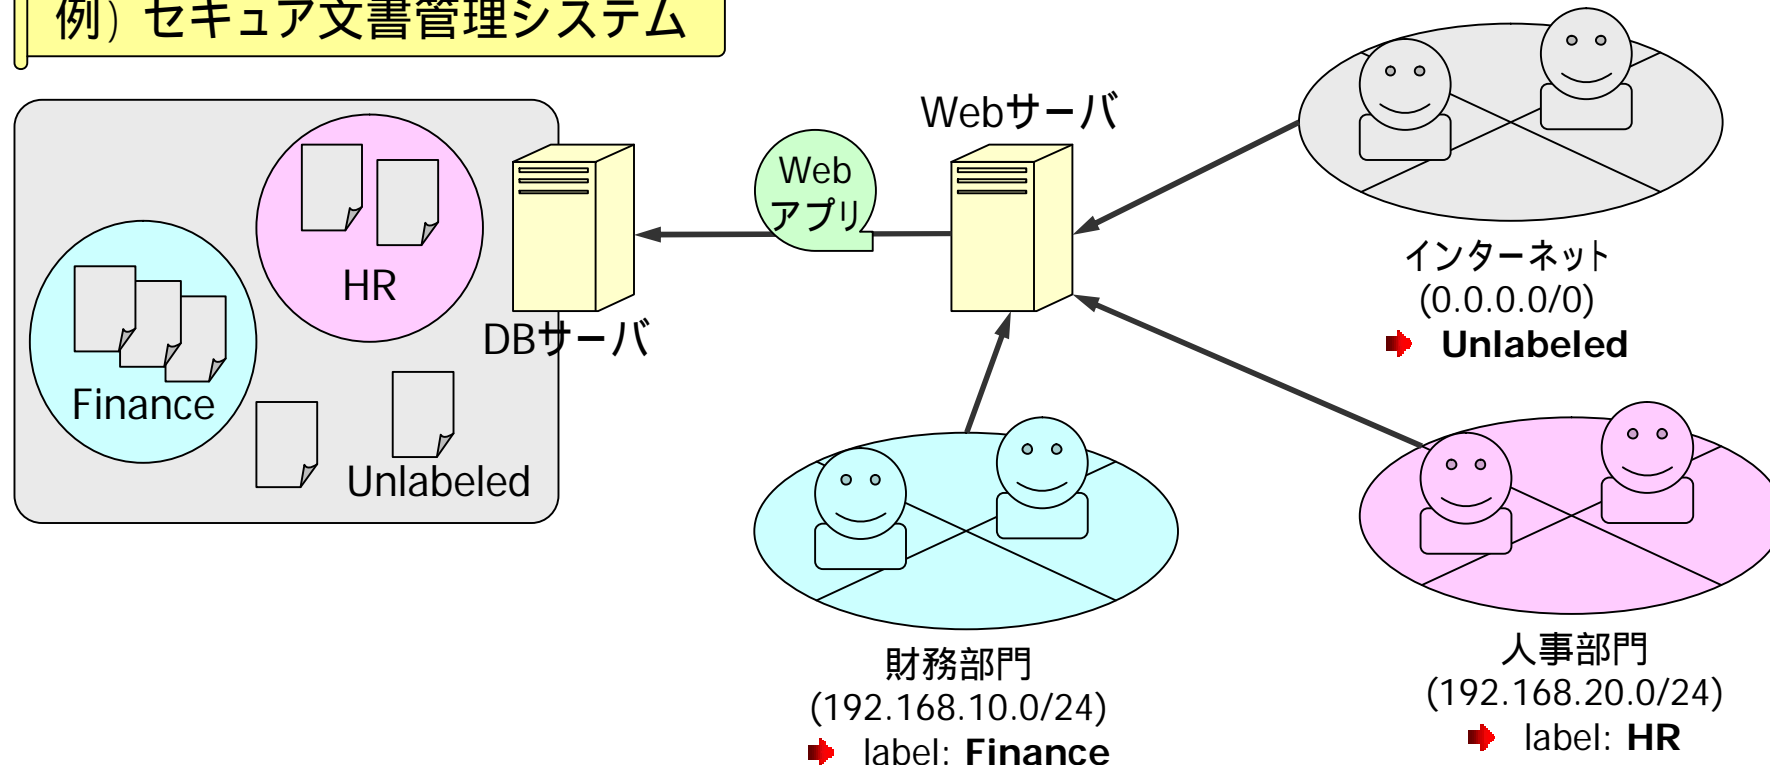 例) セキュア文書管理システム
Webサーバ
Web
アプリ
HR
DBサーバ
Finance
Unlabeled
インターネット
(0.0.0.0/0)
Unlabeled
財務部門
(192.168.10.0/24)
label: Finance
人事部門
(192.168.20.0/24)
label: HR